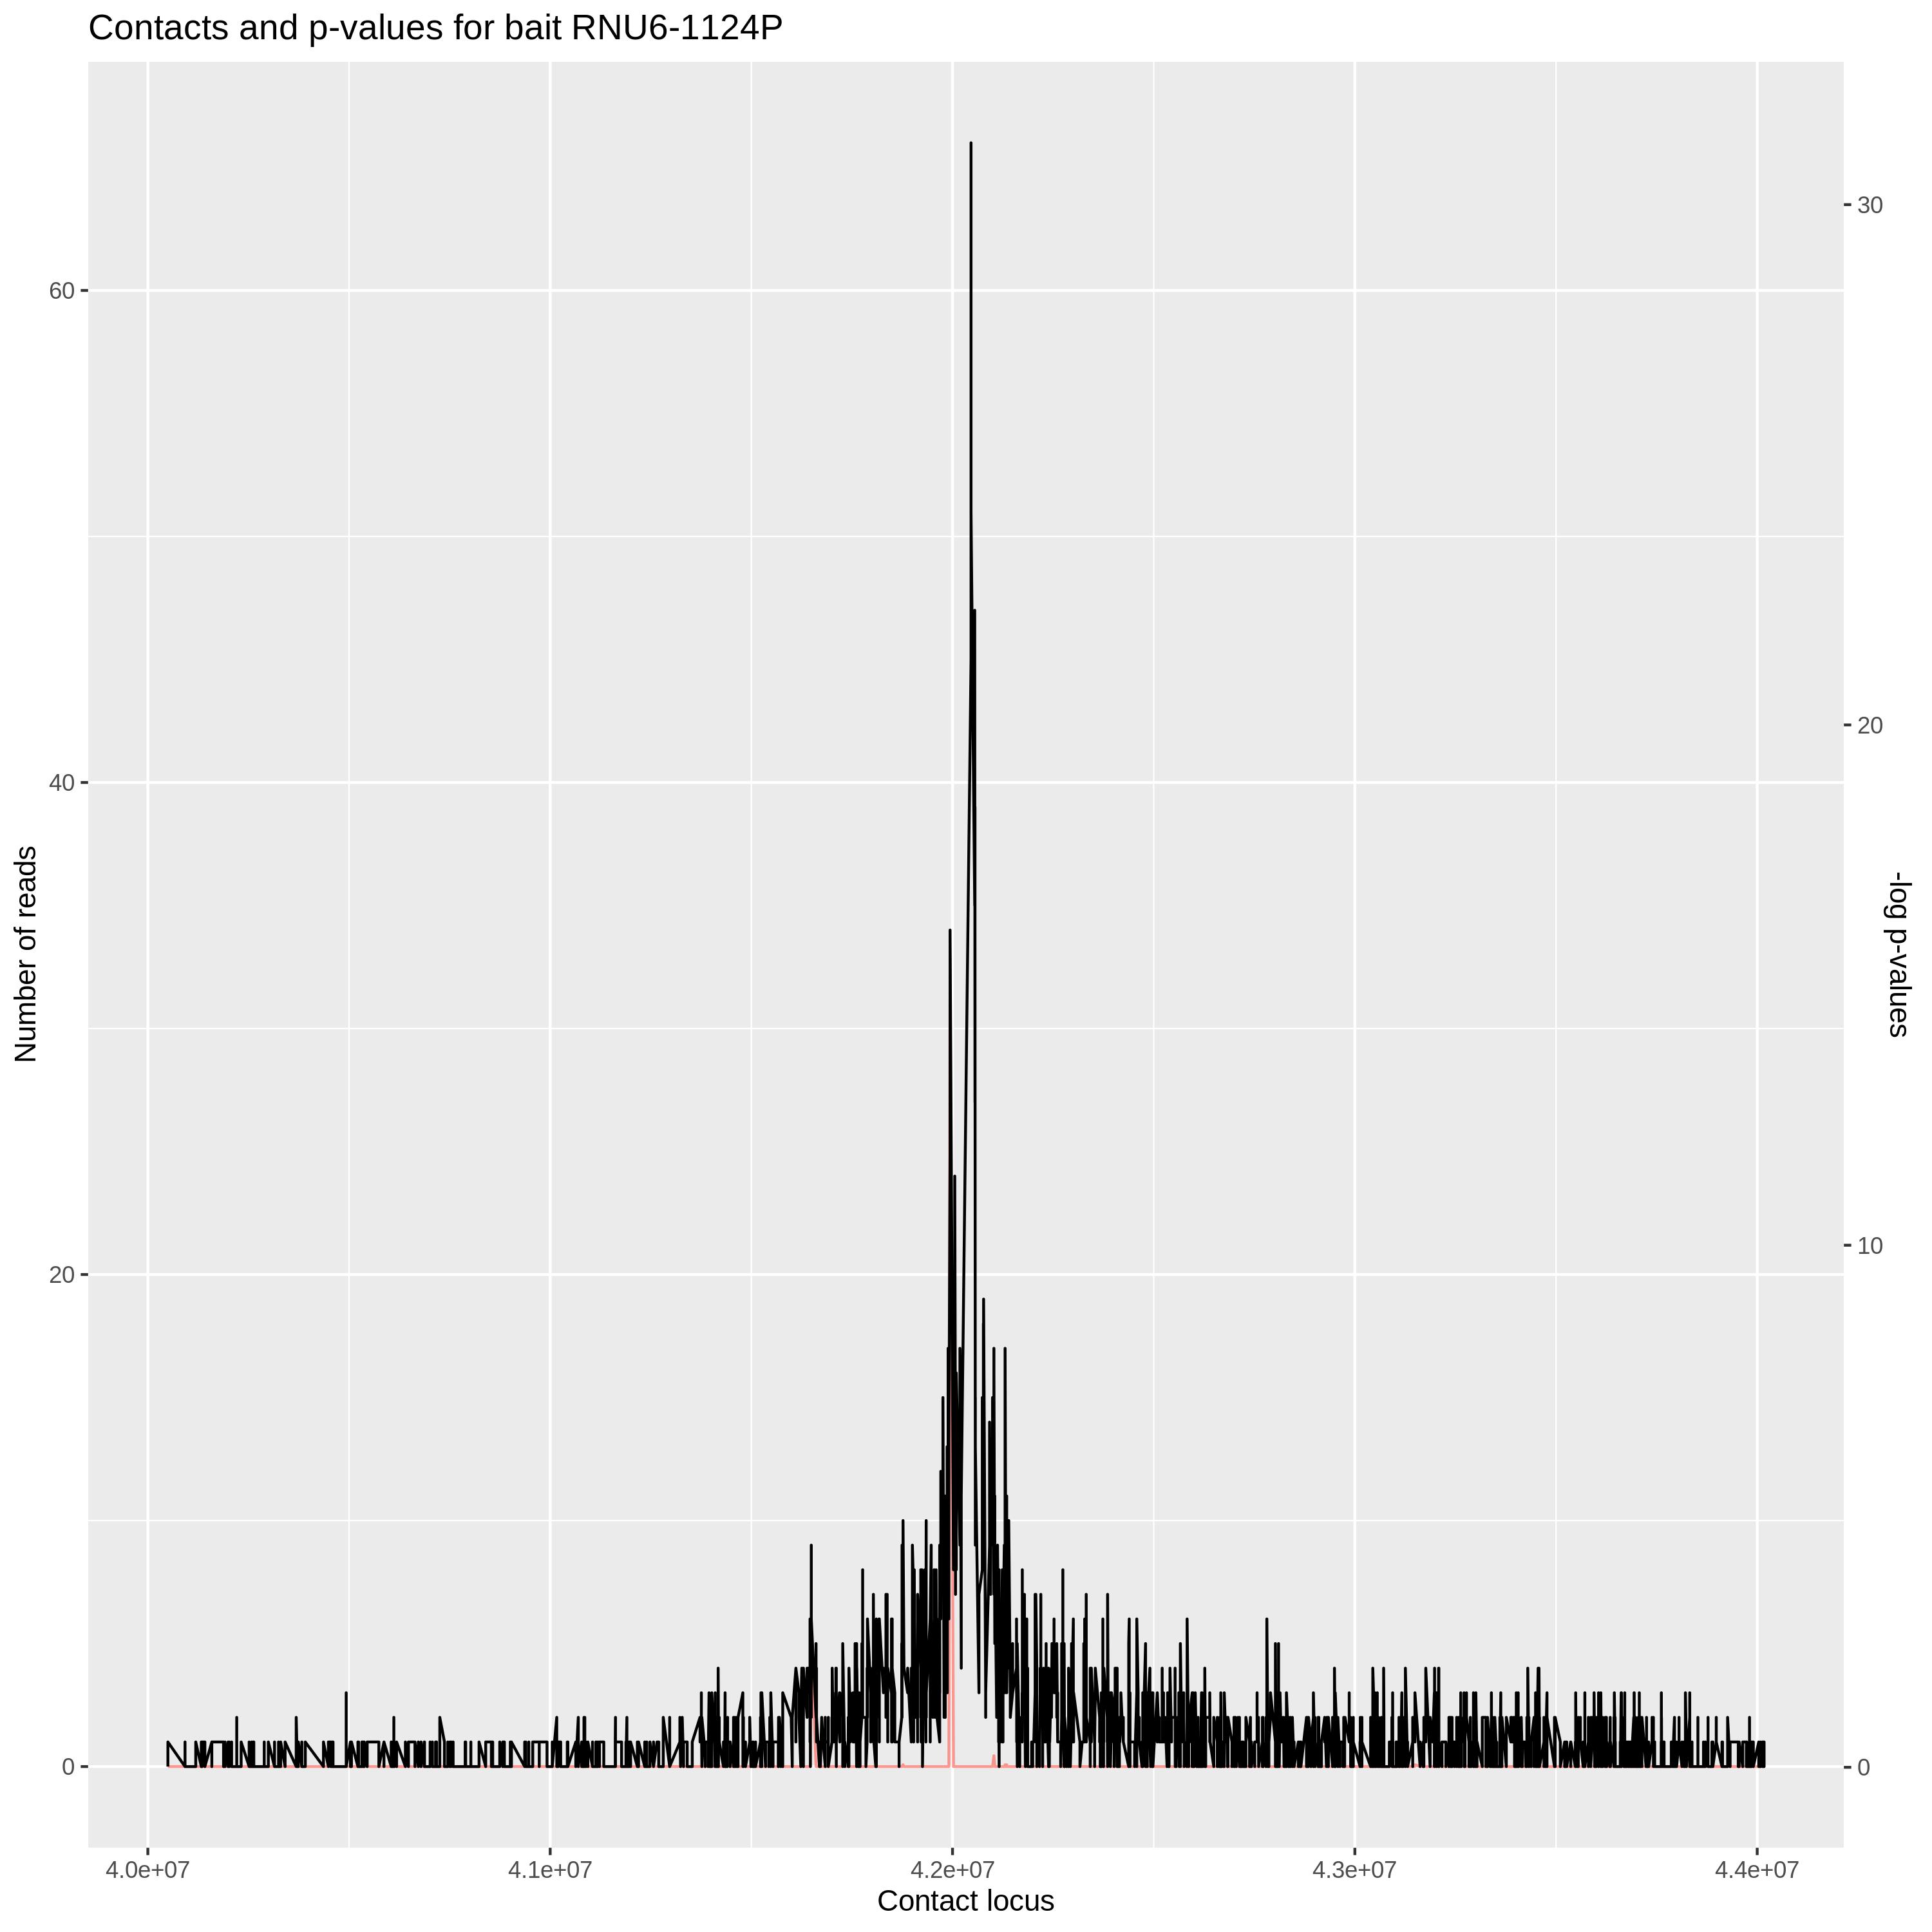 Contacts and p-values for bait RNU6-1124P
Number of reads
60
40
20
0
30
20
10
0
-log p-values
4.0e+07
4.1e+07
4.2e+07
4.3e+07
4.4e+07
Contact locus